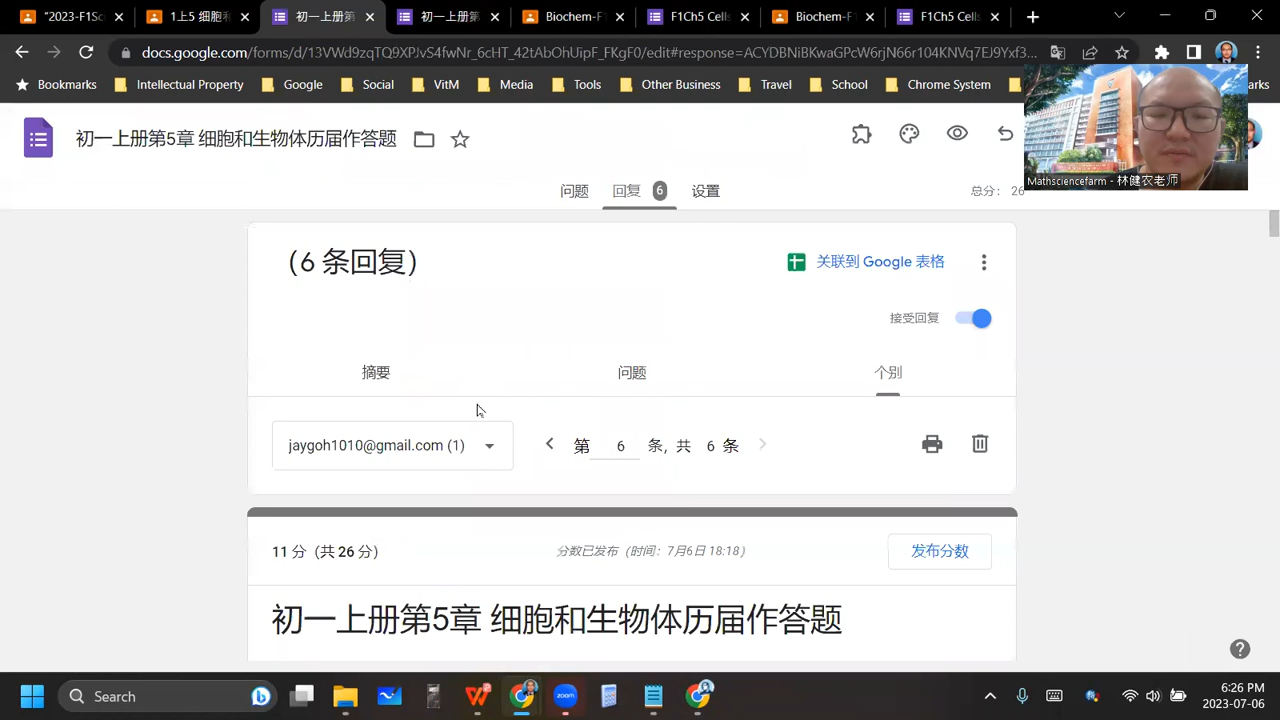 "2023-F1Sc
1上5 细胞和
初一上册第
初一上册第
Biochem-F1
F1Ch5 Cells
Biochem-F1
F1Ch5 Cells
docs.google.com/forms/d/13VWd9zqTQ9XPJvS4fwNr_6cHT_42tAbOhUipF_FKgF0/edit#response=ACYDBNiBKwaGPcW6rjN66r104KNVq7EJ9Yxf3...
Bookmarks Intellectual Property Google Social VitM Media Tools Other Business Travel School Chrome System
初一上册第5章 细胞和生物体历届作答题
Mathsciencefarm - 林健农老师
问题 回复 6 设置 总分： 26
(6 条回复)
关联到 Google 表格
接受回复
摘要 问题 个别
jaygoh1010@gmail.com (1) 第 6 条，共 6 条
11 分（共 26 分） 分数已发布（时间：7月6日 18:18） 发布分数
初一上册第5章 细胞和生物体历届作答题
Search
6:26 PM
2023-07-06